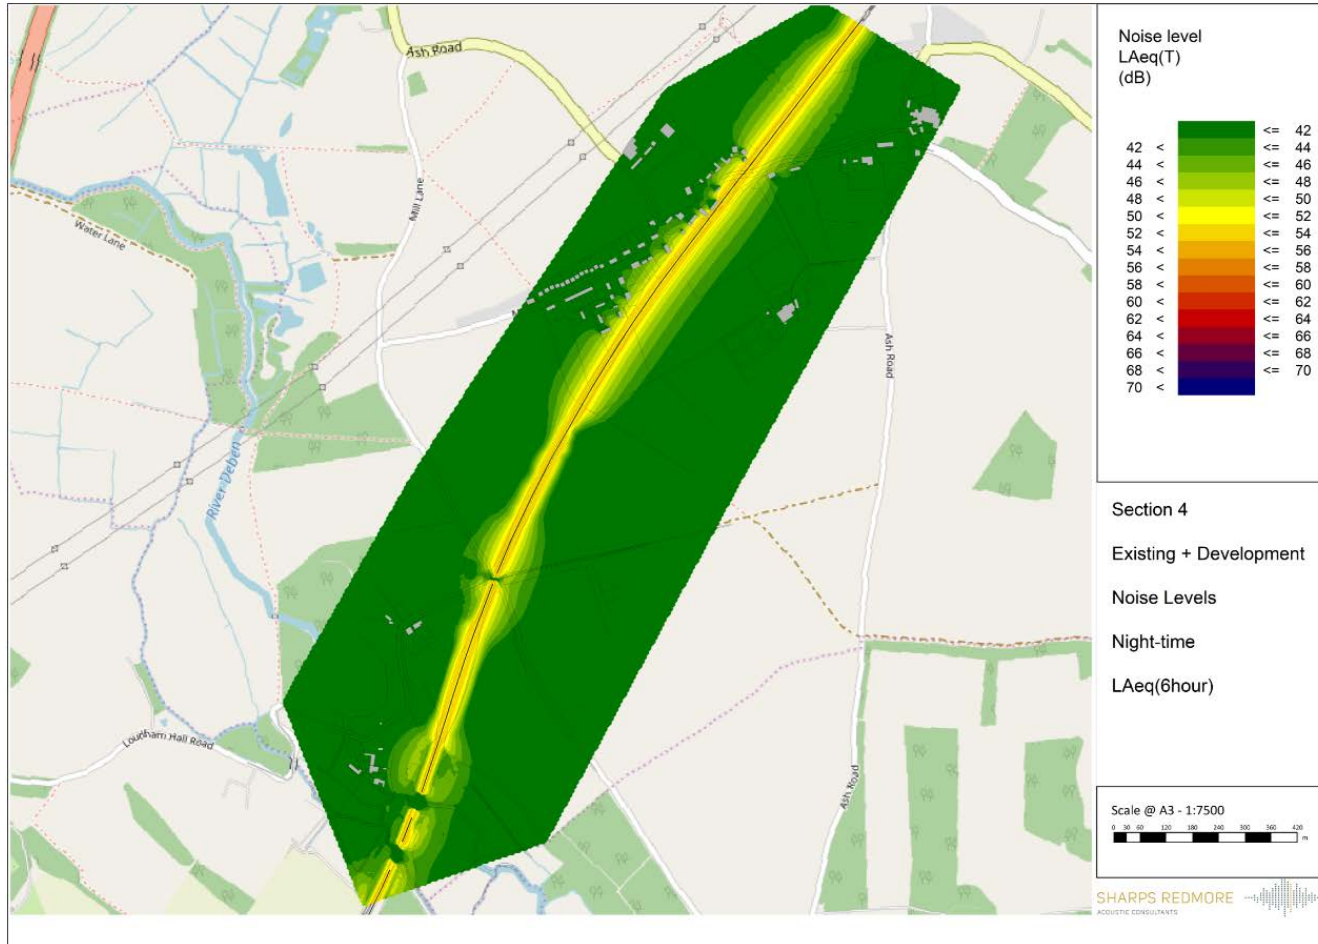 Ash Road
Mill Lane
Water Lane
River Deben
Ash Road
Loudham Hall Road
Ash Road
Noise level
LAeq(T)
(dB)
<= 42
42 < <= 44
44 < <= 46
46 < <= 48
48 < <= 50
50 < <= 52
52 < <= 54
54 < <= 56
56 < <= 58
58 < <= 60
60 < <= 62
62 < <= 64
64 < <= 66
66 < <= 68
68 < <= 70
70 <
Section 4
Existing + Development
Noise Levels
Night-time
LAeq(6hour)
Scale @ A3 - 1:7500
0 30 60 120 180 240 300 360 420
m
SHARPS REDMORE
ACOUSTIC CONSULTANTS